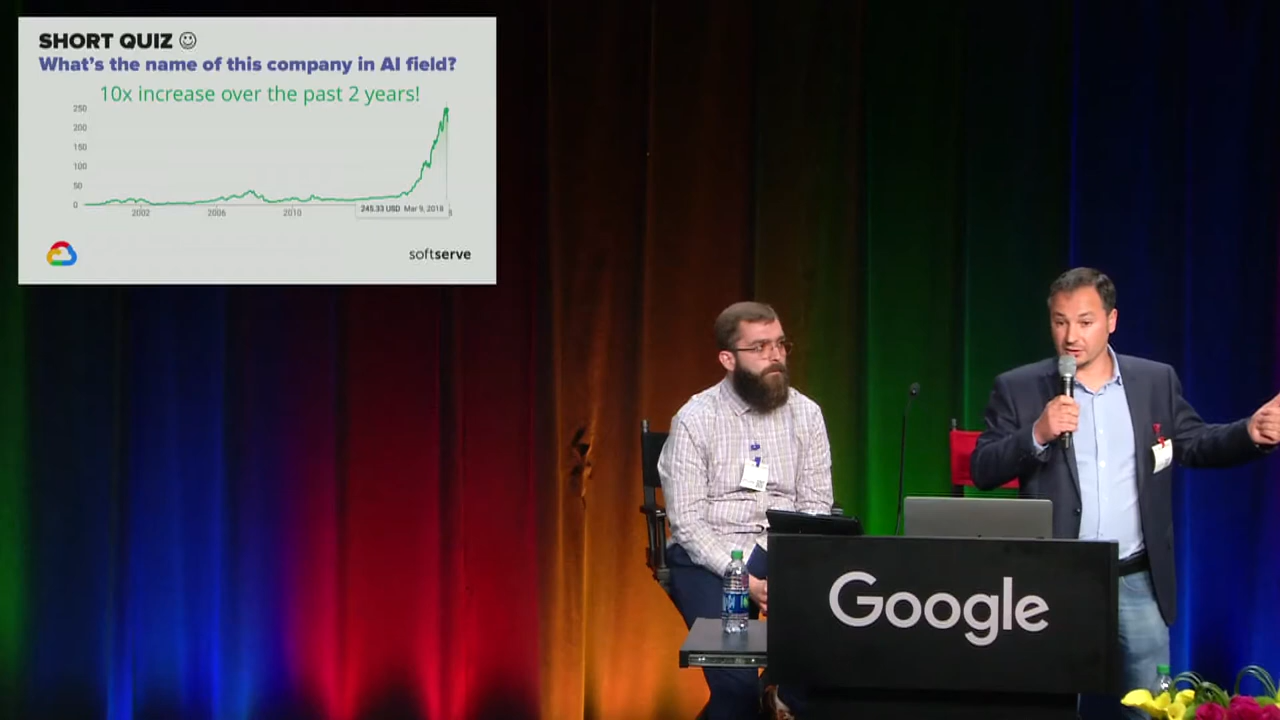 SHORT QUIZ ☺
What's the name of this company in AI field?
10x increase over the past 2 years!
250
200
150
100
50
0
2002
2006
2010
245.33 USD Mar 9, 2018
8
softserve
Google